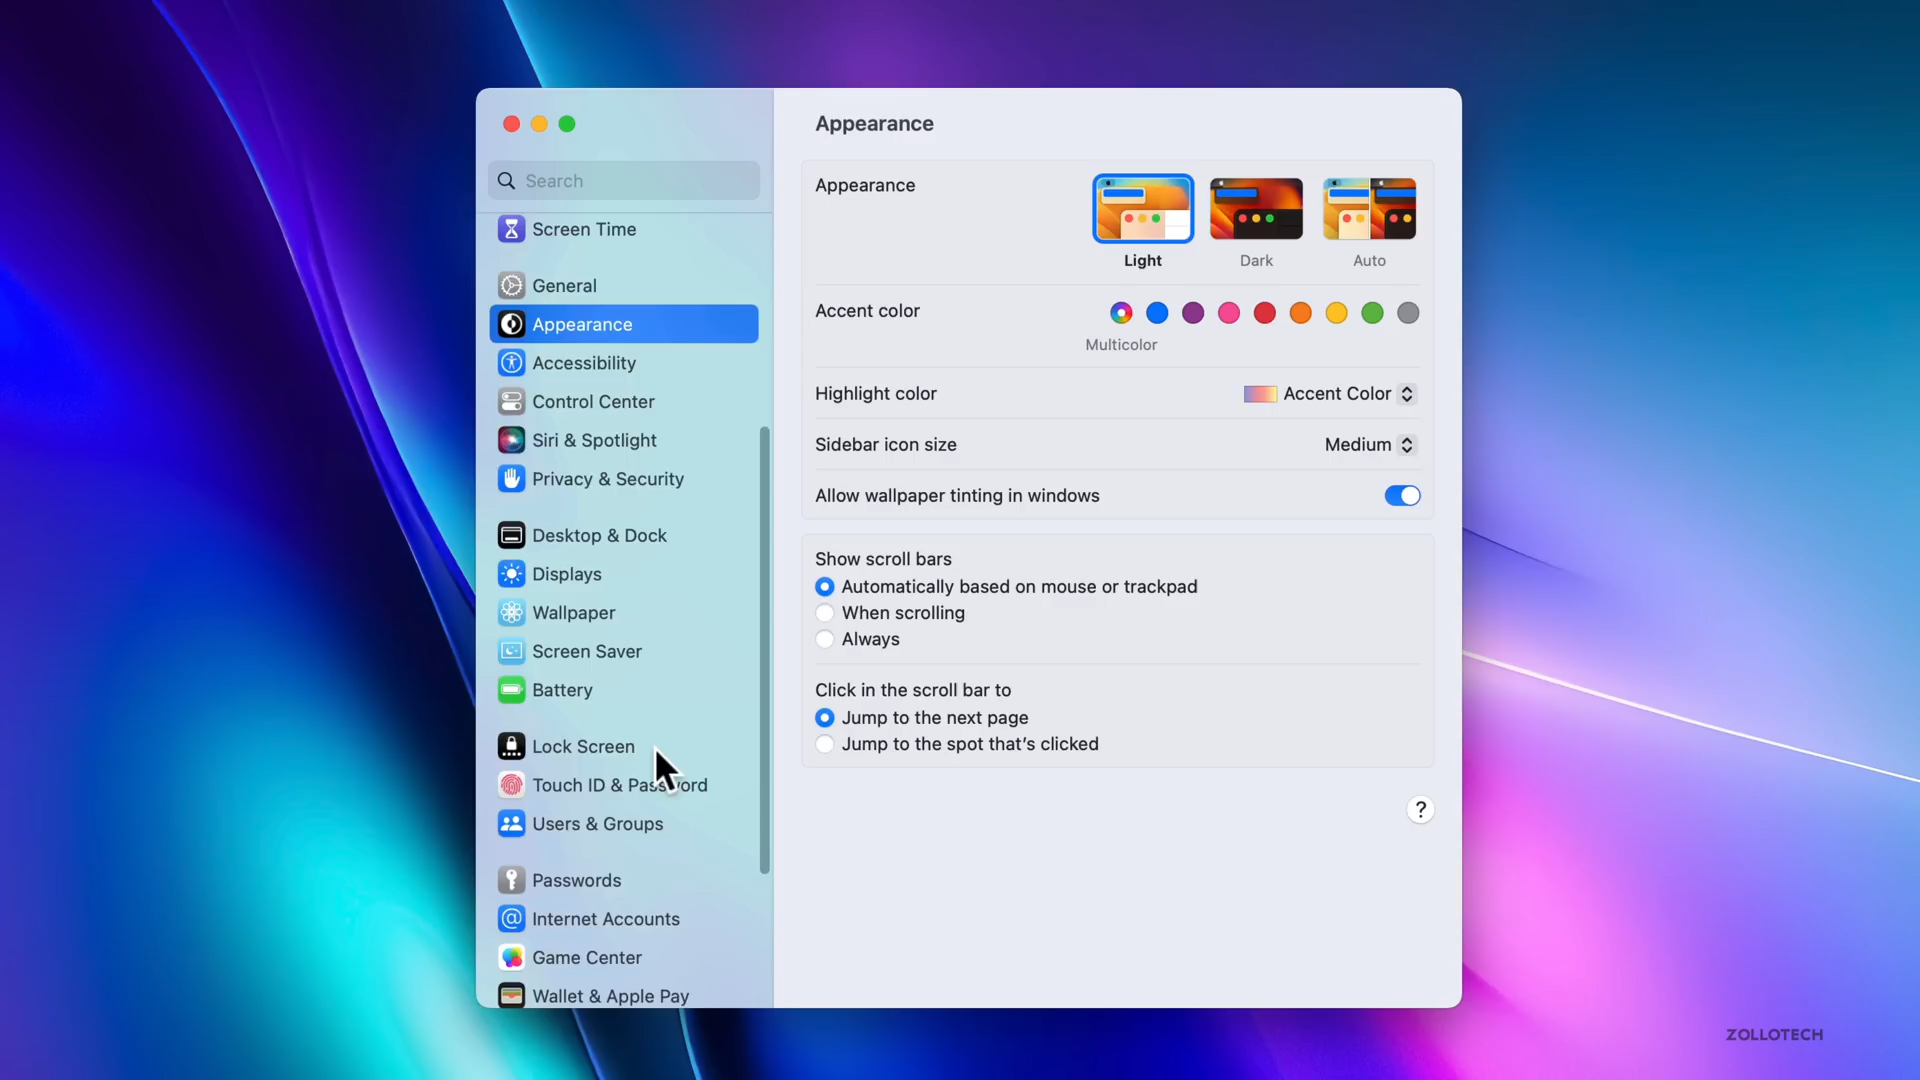 Search
Screen Time
General
Appearance
Accessibility
Control Center
Siri & Spotlight
Privacy & Security
Desktop & Dock
Displays
Wallpaper
Screen Saver
Battery
Lock Screen
Touch ID & Password
Users & Groups
Passwords
Internet Accounts
Game Center
Wallet & Apple Pay
Appearance
Appearance
Light Dark Auto
Accent color
Multicolor
Highlight color Accent Color
Sidebar icon size Medium
Allow wallpaper tinting in windows
Show scroll bars
Automatically based on mouse or trackpad
When scrolling
Always
Click in the scroll bar to
Jump to the next page
Jump to the spot that’s clicked
?
ZOLLOTECH